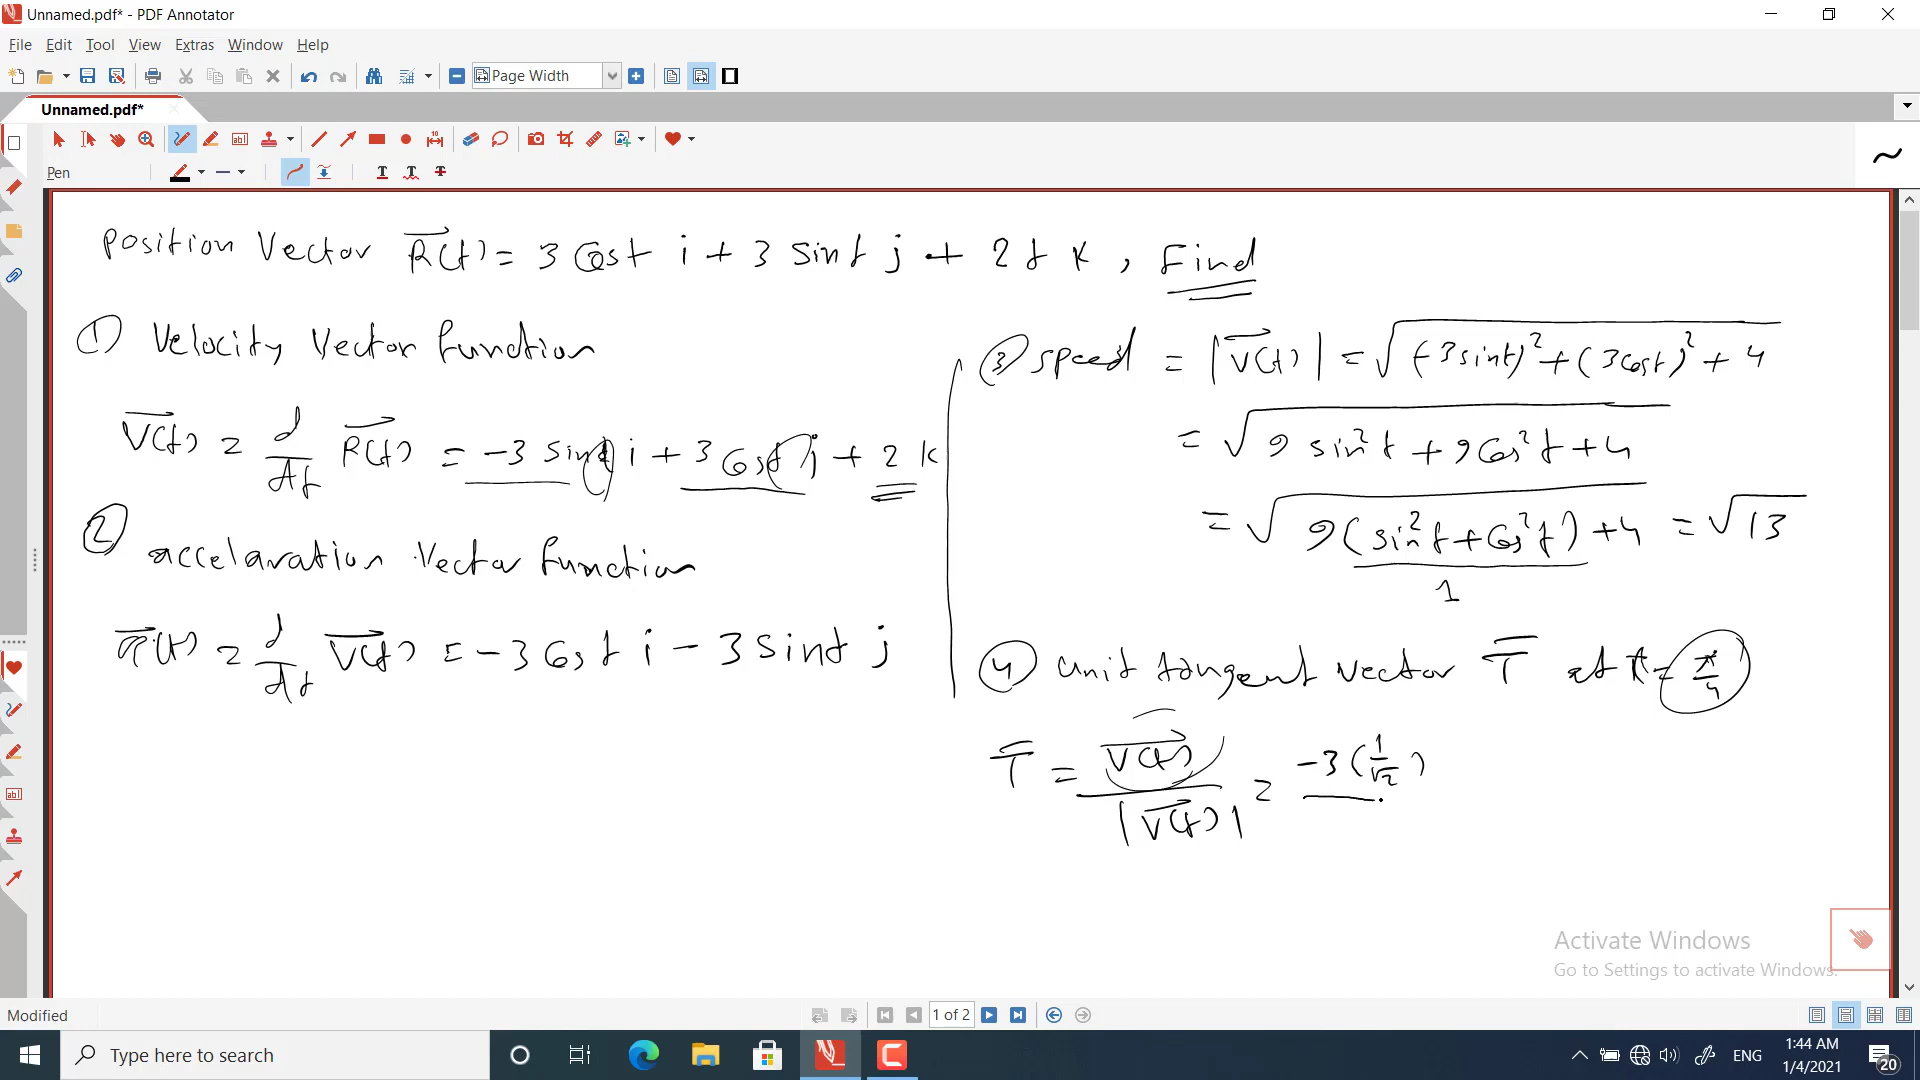 Unnamed.pdf* - PDF Annotator
File Edit Tool View Extras Window Help
Page Width
Unnamed.pdf*
Pen
Position Vector R(t) = 3 Cost i + 3 Sint j + 2t k , Find
① Velocity Vector function
V(t) = d/dt R(t) = -3 Sint i + 3 Cost j + 2 k
② accelaration Vector function
a(t) = d/dt V(t) = -3 Cost i - 3 Sint j
③ speed = |V(t)| = √((-3 sint)² + (3 cost)² + 4)
= √(9 sin²t + 9 Cos²t + 4)
= √(9(sin²t + Cos²t) + 4) = √13
1
④ unit tangent vector T at t = π/4
T = V(t)/|V(t)| = -3 (1/√2)
Activate Windows
Go to Settings to activate Windows.
Modified
1 of 2
Type here to search
ENG
1:44 AM
1/4/2021
20